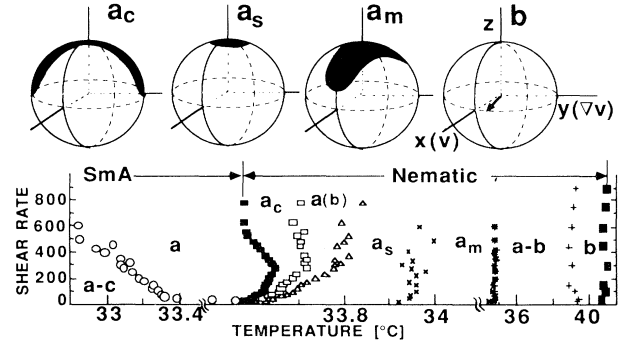 a_c a_s a_m b
z
y(∇v)
x(v)
SmA Nematic
a_c a(b)
a a_s a_m a-b b
a-c
SHEAR RATE
800
600
400
200
0
33 33.4 33.8 34 36 40
TEMPERATURE [°C]